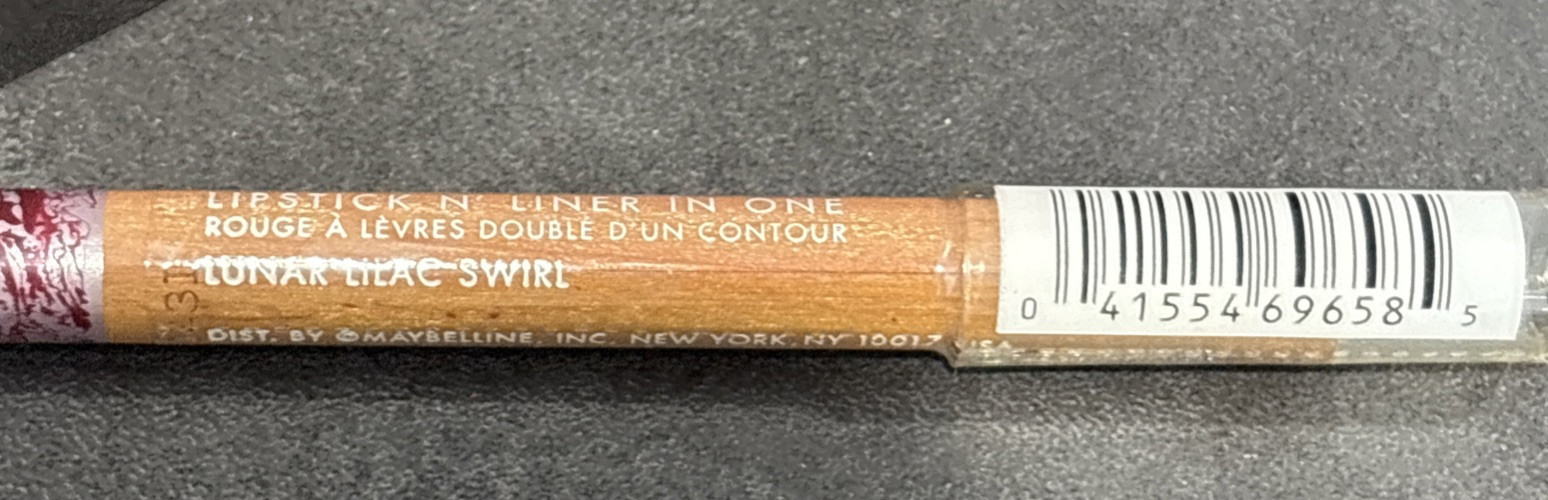 LIPSTICK N' LINER IN ONE
ROUGE À LÈVRES DOUBLÉ D'UN CONTOUR
LUNAR LILAC SWIRL
DIST. BY ©MAYBELLINE, INC. NEW YORK, NY 10017 USA
0 41554 69658 5